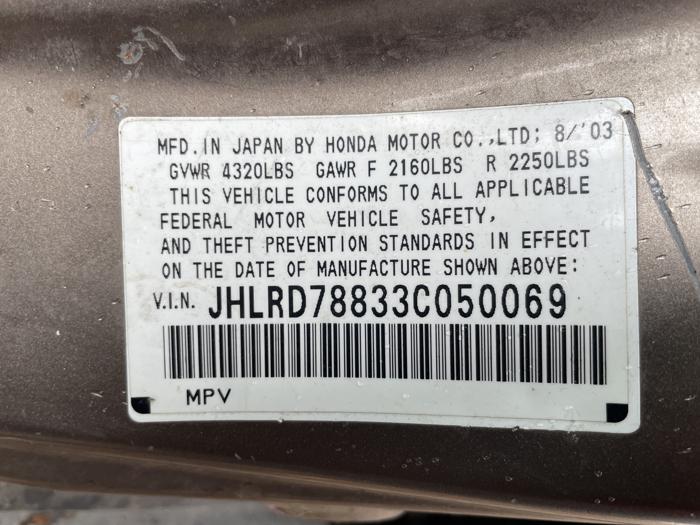 MFD.IN JAPAN BY HONDA MOTOR CO.,LTD; 8/'03
GVWR 4320LBS GAWR F 2160LBS R 2250LBS
THIS VEHICLE CONFORMS TO ALL APPLICABLE
FEDERAL MOTOR VEHICLE SAFETY,
AND THEFT PREVENTION STANDARDS IN EFFECT
ON THE DATE OF MANUFACTURE SHOWN ABOVE:
V.I.N. JHLRD78833C050069
MPV